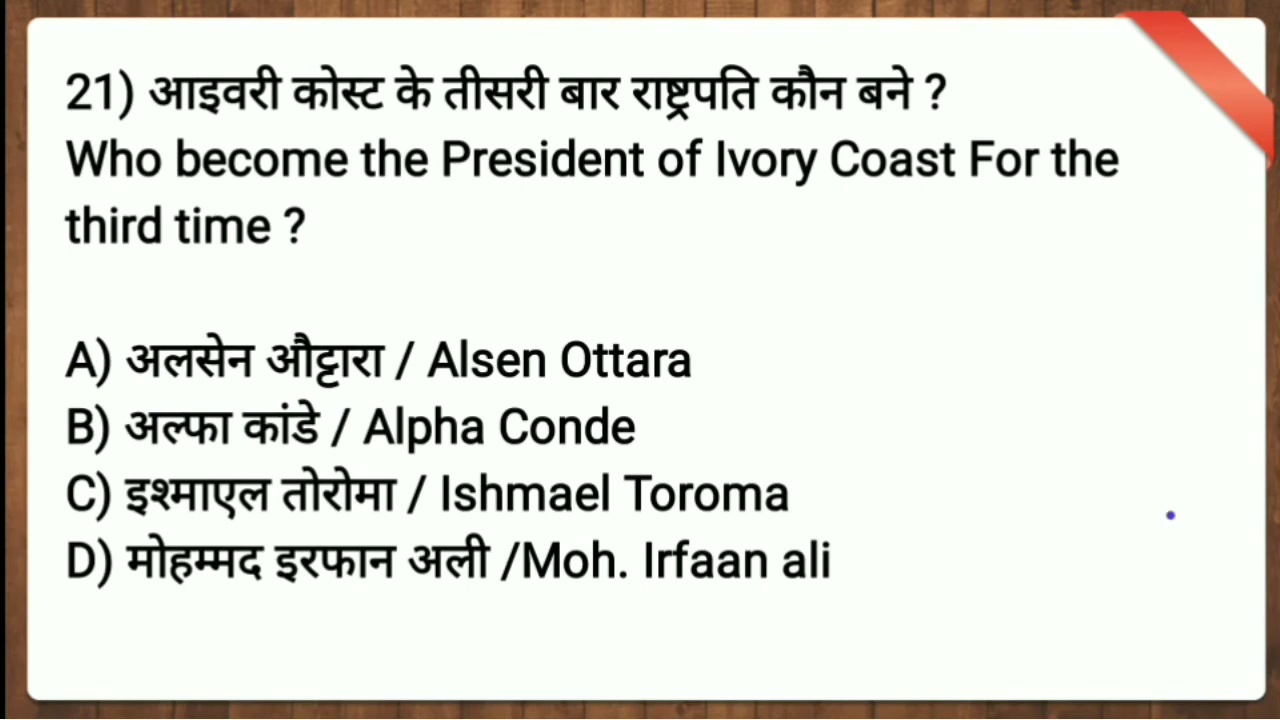 21) आइवरी कोस्ट के तीसरी बार राष्ट्रपति कौन बने ?
Who become the President of Ivory Coast For the
third time ?
A) अलसेन औट्टारा / Alsen Ottara
B) अल्फा कांडे / Alpha Conde
C) इश्माएल तोरोमा / Ishmael Toroma
D) मोहम्मद इरफान अली /Moh. Irfaan ali